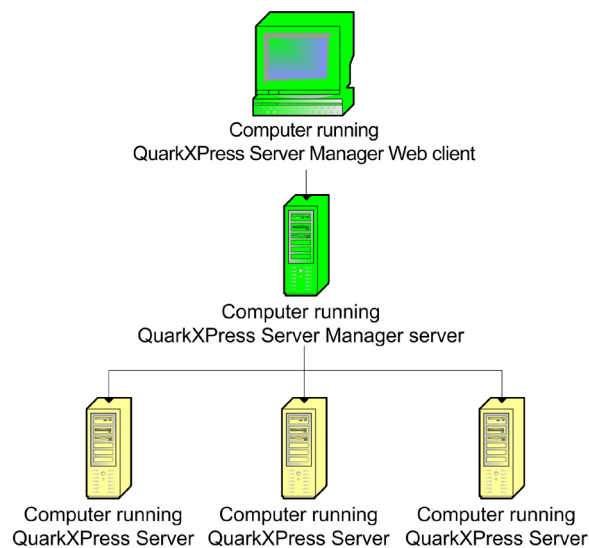 Computer running
QuarkXPress Server Manager Web client
Computer running
QuarkXPress Server Manager server
Computer running
QuarkXPress Server
Computer running
QuarkXPress Server
Computer running
QuarkXPress Server